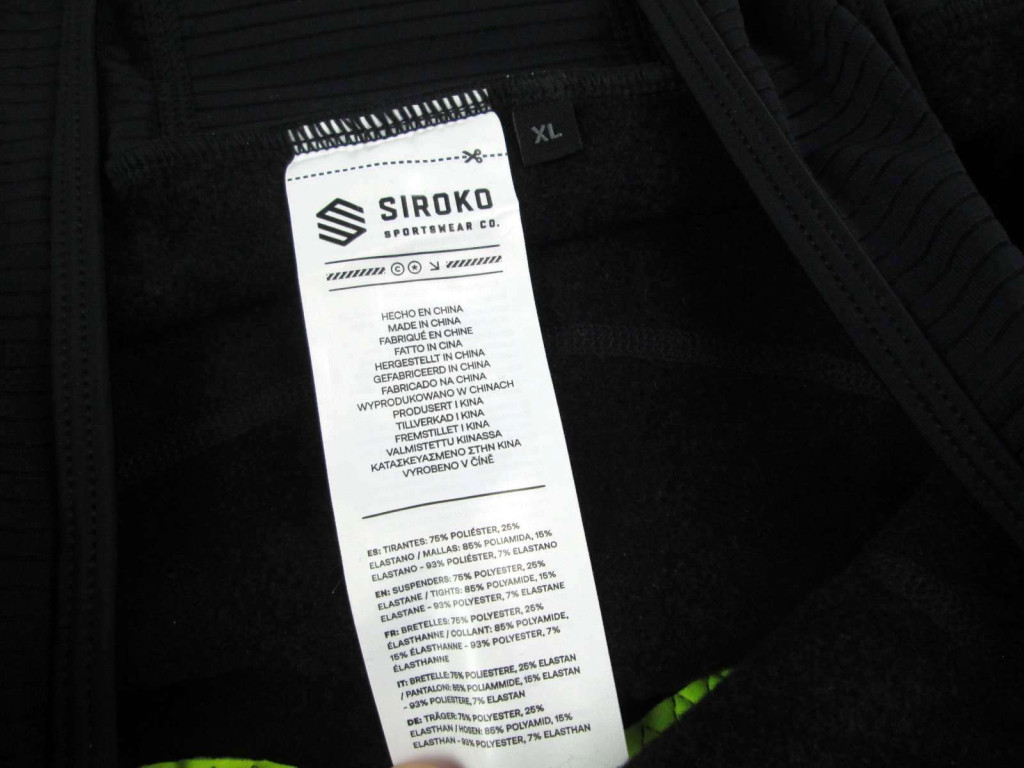 XL
SIROKO
SPORTSWEAR CO.
HECHO EN CHINA
MADE IN CHINA
FABRIQUÉ EN CHINE
FATTO IN CINA
HERGESTELLT IN CHINA
GEFABRICEERD IN CHINA
FABRICADO NA CHINA
WYPRODUKOWANO W CHINACH
PRODUSERT I KINA
TILLVERKAD I KINA
FREMSTILLET I KINA
VALMISTETTU KIINASSA
ΚΑΤΑΣΚΕΥΑΣΜΕΝΟ ΣΤΗΝ ΚΙΝΑ
VYROBENO V ČÍNĚ
ES: TIRANTES: 75% POLIÉSTER, 25%
ELASTANO / MALLAS: 85% POLIAMIDA, 15%
ELASTANO - 93% POLIÉSTER, 7% ELASTANO
EN: SUSPENDERS: 75% POLYESTER, 25%
ELASTANE / TIGHTS: 85% POLYAMIDE, 15%
ELASTANE - 93% POLYESTER, 7% ELASTANE
FR: BRETELLES: 75% POLYESTER, 25%
ÉLASTHANNE / COLLANT: 85% POLYAMIDE,
15% ÉLASTHANNE - 93% POLYESTER, 7%
ÉLASTHANNE
IT: BRETELLE: 75% POLIESTERE, 25% ELASTAN
/ PANTALONI: 85% POLIAMMIDE, 15% ELASTAN
- 93% POLIESTERE, 7% ELASTAN
DE: TRÄGER: 75% POLYESTER, 25%
ELASTHAN / HOSEN: 85% POLYAMID, 15%
ELASTHAN - 93% POLYESTER, 7% ELASTHAN